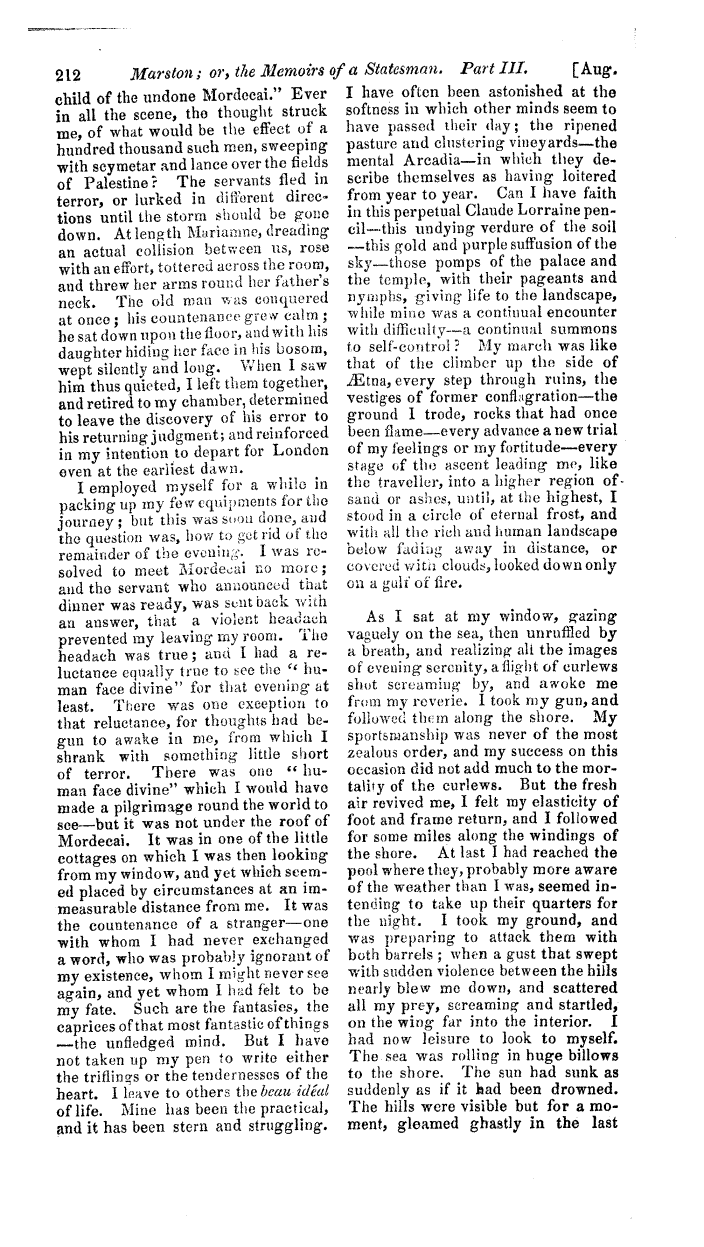 212 Marston; or, the Memoirs of a Statesman. Part III. [Aug.
child of the undone Mordecai." Ever
in all the scene, the thought struck
me, of what would be the effect of a
hundred thousand such men, sweeping
with scymetar and lance over the fields
of Palestine? The servants fled in
terror, or lurked in different direc-
tions until the storm should be gone
down. At length Mariamne, dreading
an actual collision between us, rose
with an effort, tottered across the room,
and threw her arms round her father's
neck. The old man was conquered
at once; his countenance grew calm;
he sat down upon the floor, and with his
daughter hiding her face in his bosom,
wept silently and long. When I saw
him thus quieted, I left them together,
and retired to my chamber, determined
to leave the discovery of his error to
his returning judgment; and reinforced
in my intention to depart for London
even at the earliest dawn.
I employed myself for a while in
packing up my few equipments for the
journey; but this was soon done, and
the question was, how to get rid of the
remainder of the evening. I was re-
solved to meet Mordecai no more;
and the servant who announced that
dinner was ready, was sent back with
an answer, that a violent headach
prevented my leaving my room. The
headach was true; and I had a re-
luctance equally true to see the "hu-
man face divine" for that evening at
least. There was one exception to
that reluctance, for thoughts had be-
gun to awake in me, from which I
shrank with something little short
of terror. There was one "hu-
man face divine" which I would have
made a pilgrimage round the world to
see—but it was not under the roof of
Mordecai. It was in one of the little
cottages on which I was then looking
from my window, and yet which seem-
ed placed by circumstances at an im-
measurable distance from me. It was
the countenance of a stranger—one
with whom I had never exchanged
a word, who was probably ignorant of
my existence, whom I might never see
again, and yet whom I had felt to be
my fate. Such are the fantasies, the
caprices of that most fantastic of things
—the unfledged mind. But I have
not taken up my pen to write either
the triflings or the tendernesses of the
heart. I leave to others the beau idéal
of life. Mine has been the practical,
and it has been stern and struggling.
I have often been astonished at the
softness in which other minds seem to
have passed their day; the ripened
pasture and clustering vineyards—the
mental Arcadia—in which they de-
scribe themselves as having loitered
from year to year. Can I have faith
in this perpetual Claude Lorraine pen-
cil—this undying verdure of the soil
—this gold and purple suffusion of the
sky—those pomps of the palace and
the temple, with their pageants and
nymphs, giving life to the landscape,
while mine was a continual encounter
with difficulty—a continual summons
to self-control? My march was like
that of the climber up the side of
Ætna, every step through ruins, the
vestiges of former conflagration—the
ground I trode, rocks that had once
been flame—every advance a new trial
of my feelings or my fortitude—every
stage of the ascent leading me, like
the traveller, into a higher region of
sand or ashes, until, at the highest, I
stood in a circle of eternal frost, and
with all the rich and human landscape
below fading away in distance, or
covered with clouds, looked down only
on a gulf of fire.
As I sat at my window, gazing
vaguely on the sea, then unruffled by
a breath, and realizing all the images
of evening serenity, a flight of curlews
shot screaming by, and awoke me
from my reverie. I took my gun, and
followed them along the shore. My
sportsmanship was never of the most
zealous order, and my success on this
occasion did not add much to the mor-
tality of the curlews. But the fresh
air revived me, I felt my elasticity of
foot and frame return, and I followed
for some miles along the windings of
the shore. At last I had reached the
pool where they, probably more aware
of the weather than I was, seemed in-
tending to take up their quarters for
the night. I took my ground, and
was preparing to attack them with
both barrels; when a gust that swept
with sudden violence between the hills
nearly blew me down, and scattered
all my prey, screaming and startled,
on the wing far into the interior. I
had now leisure to look to myself.
The sea was rolling in huge billows
to the shore. The sun had sunk as
suddenly as if it had been drowned.
The hills were visible but for a mo-
ment, gleamed ghastly in the last